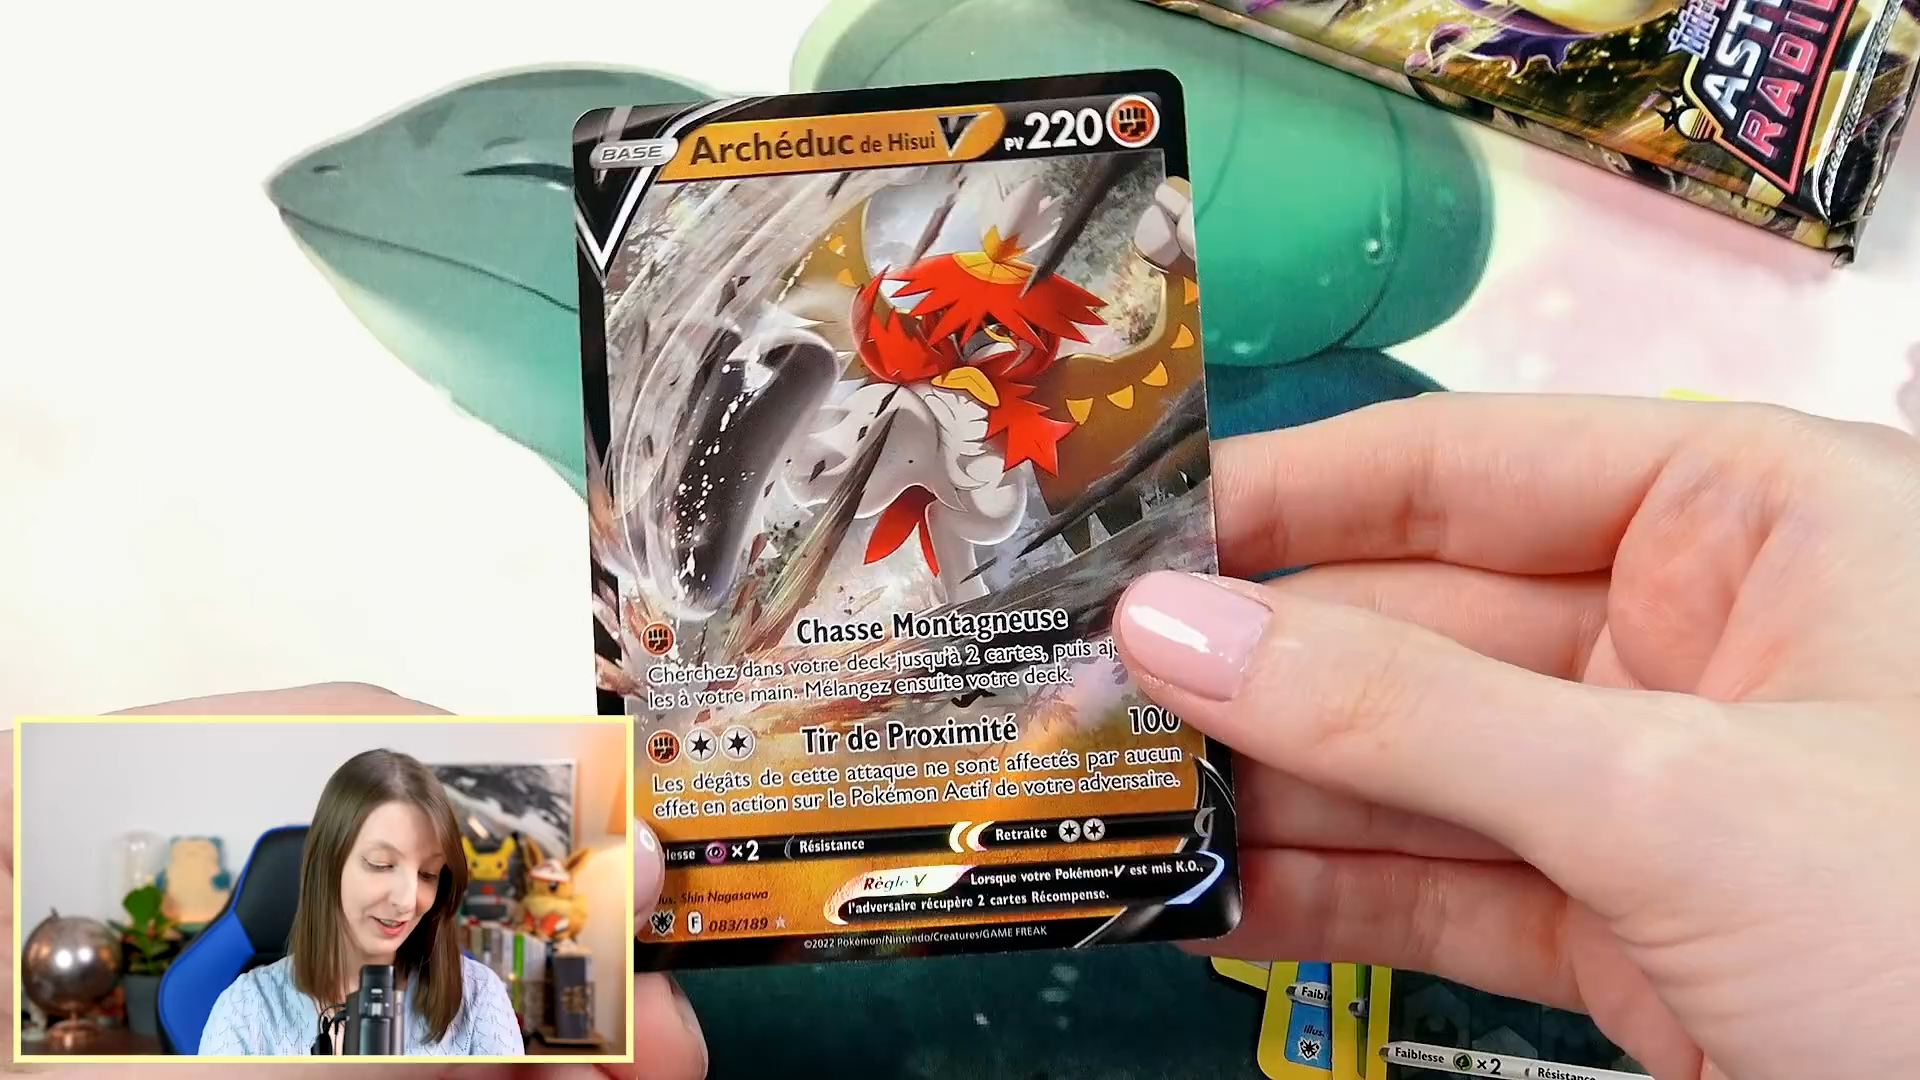 BASE Archéduc de Hisui V PV 220
Chasse Montagneuse
Cherchez dans votre deck jusqu'à 2 cartes, puis
les à votre main. Mélangez ensuite votre deck.
Tir de Proximité 100
Les dégâts de cette attaque ne sont affectés par aucun
effet en action sur le Pokémon Actif de votre adversaire.
×2 Résistance Retraite
Règle V Lorsque votre Pokémon-V est mis K.O.,
l'adversaire récupère 2 cartes Récompense.
Shin Nagasawa
F 083/189
©2022 Pokémon/Nintendo/Creatures/GAME FREAK
Illus.
Faiblesse ×2 Résistance